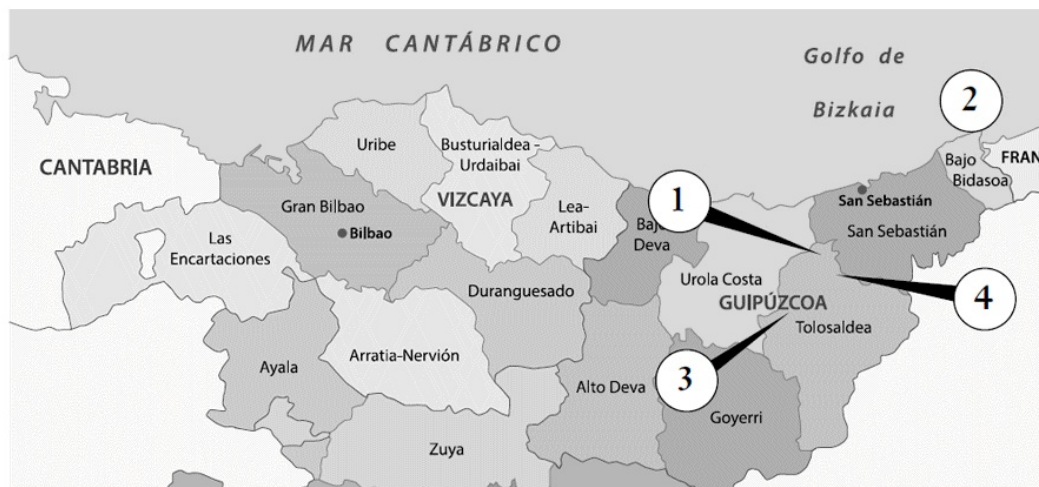 MAR CANTÁBRICO
Golfo de
Bizkaia
2
CANTABRIA
Uribe
Busturialdea -
Urdaibai
FRAN
Bajo
Bidasoa
VIZCAYA
Gran Bilbao
Bilbao
Lea-
Artibai
1
Deva
San Sebastián
San Sebastián
Las
Encartaciones
Duranguesado
Urola Costa
GUIPÚZCOA
4
Tolosaldea
Arratia-Nervión
Ayala
Alto Deva
3
Goyerri
Zuya